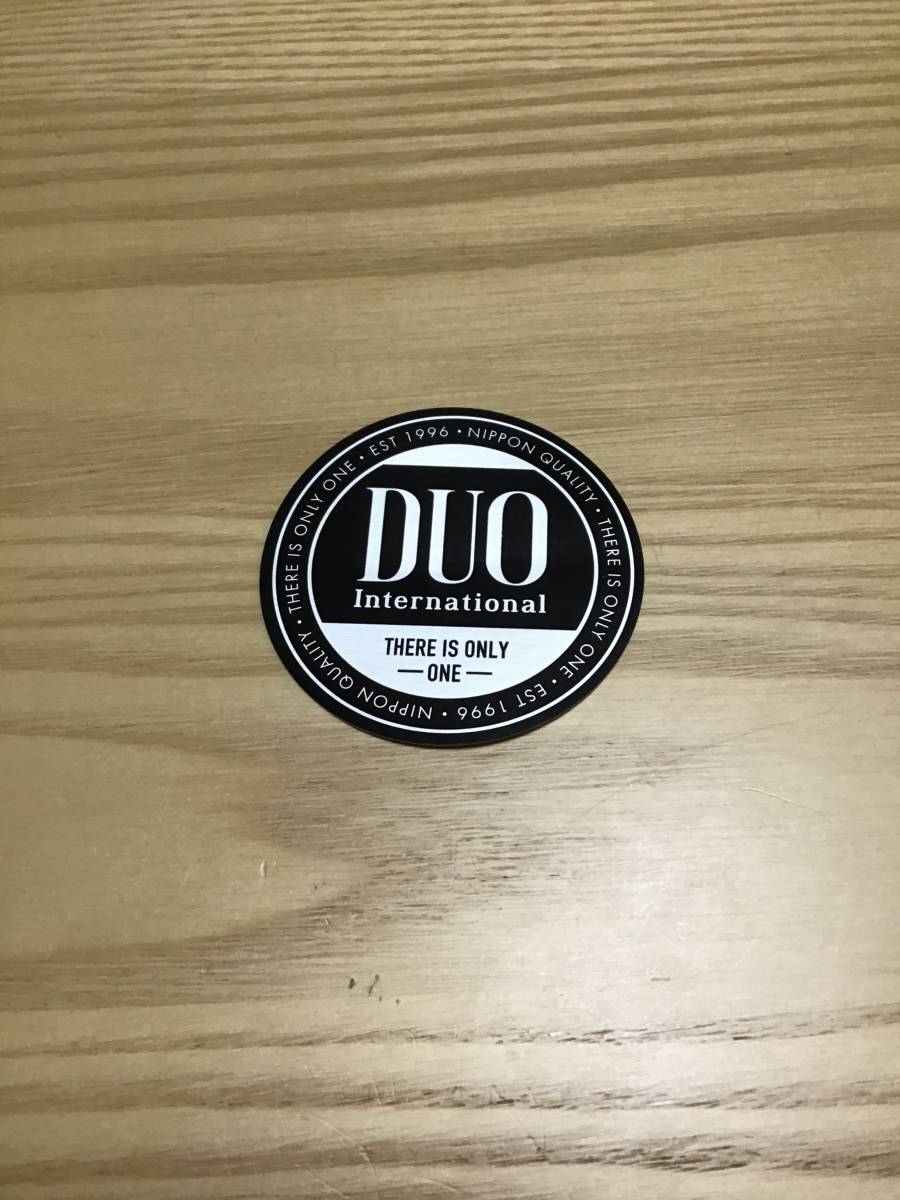 EST 1996 • NIPPON QUALITY • THERE IS ONLY ONE • EST 1996 • NIPPON QUALITY • THERE IS ONLY ONE •
DUO
International
THERE IS ONLY
— ONE —